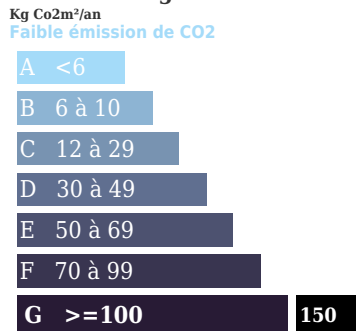 Kg Co2m²/an
Faible émission de CO2
A <6
B 6 à 10
C 12 à 29
D 30 à 49
E 50 à 69
F 70 à 99
G >=100 150